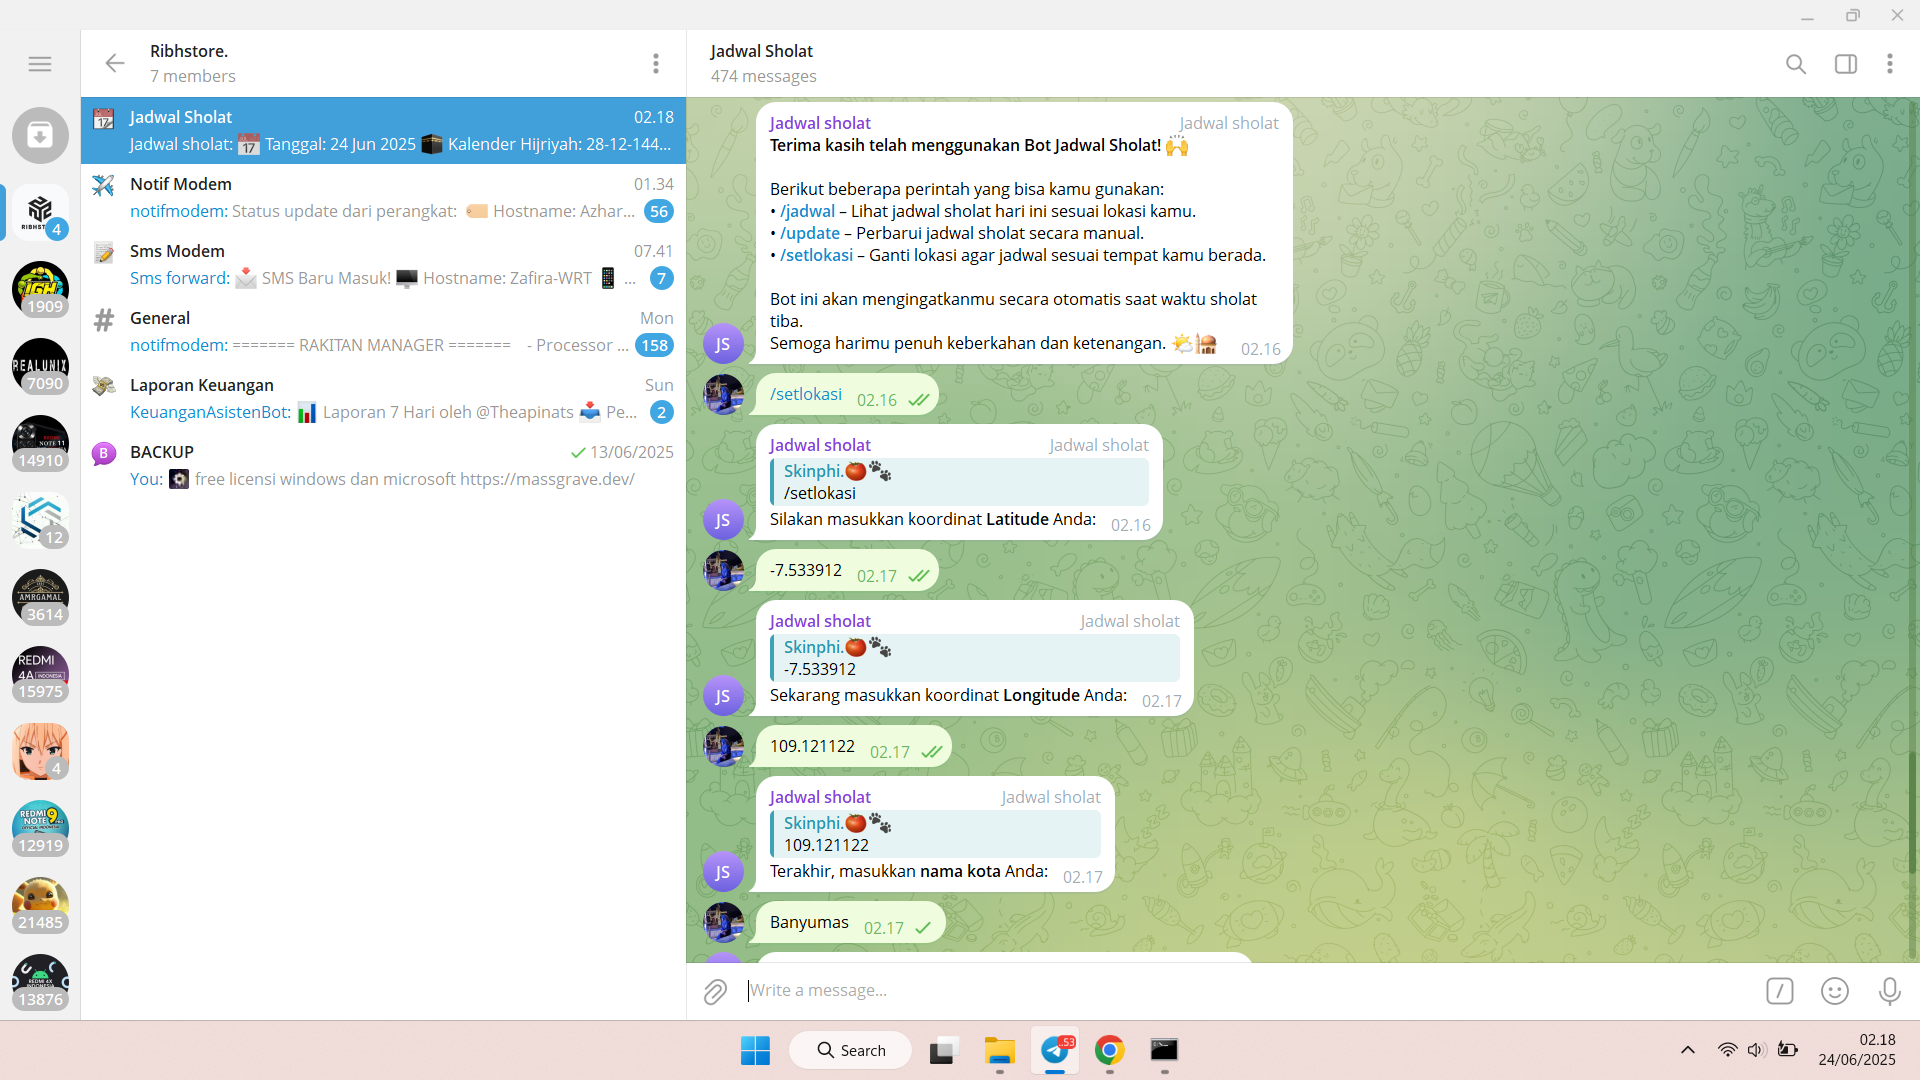 Ribhstore.
7 members
Jadwal Sholat
474 messages
RIBHST
4
1909
REALUNIX
7090
NOTE 11
14910
12
AMRGAMAL
3614
REDMI
4A INDONESIA
15975
4
REDMI
NOTE 9
12919
21485
13876
Jadwal Sholat 02.18
Jadwal sholat: 📅 Tanggal: 24 Jun 2025 🕋 Kalender Hijriyah: 28-12-144...
Notif Modem 01.34
notifmodem: Status update dari perangkat: 🏷️ Hostname: Azhar... 56
Sms Modem 07.41
Sms forward: 📩 SMS Baru Masuk! 🖥️ Hostname: Zafira-WRT 📱 ... 7
# General Mon
notifmodem: ======= RAKITAN MANAGER ======= - Processor ... 158
Laporan Keuangan Sun
KeuanganAsistenBot: 📊 Laporan 7 Hari oleh @Theapinats 📥 Pe... 2
B BACKUP 13/06/2025
You: free licensi windows dan microsoft https://massgrave.dev/
Jadwal sholat Jadwal sholat
Terima kasih telah menggunakan Bot Jadwal Sholat! 🙌
Berikut beberapa perintah yang bisa kamu gunakan:
• /jadwal – Lihat jadwal sholat hari ini sesuai lokasi kamu.
• /update – Perbarui jadwal sholat secara manual.
• /setlokasi – Ganti lokasi agar jadwal sesuai tempat kamu berada.
Bot ini akan mengingatkanmu secara otomatis saat waktu sholat
tiba.
Semoga harimu penuh keberkahan dan ketenangan. 🌤️🕌 02.16
JS
/setlokasi 02.16
Jadwal sholat Jadwal sholat
Skinphi.🍅🐾
/setlokasi
Silakan masukkan koordinat Latitude Anda: 02.16
JS
-7.533912 02.17
Jadwal sholat Jadwal sholat
Skinphi.🍅🐾
-7.533912
Sekarang masukkan koordinat Longitude Anda: 02.17
JS
109.121122 02.17
Jadwal sholat Jadwal sholat
Skinphi.🍅🐾
109.121122
Terakhir, masukkan nama kota Anda: 02.17
JS
Banyumas 02.17
Write a message...
Search
..53
02.18
24/06/2025